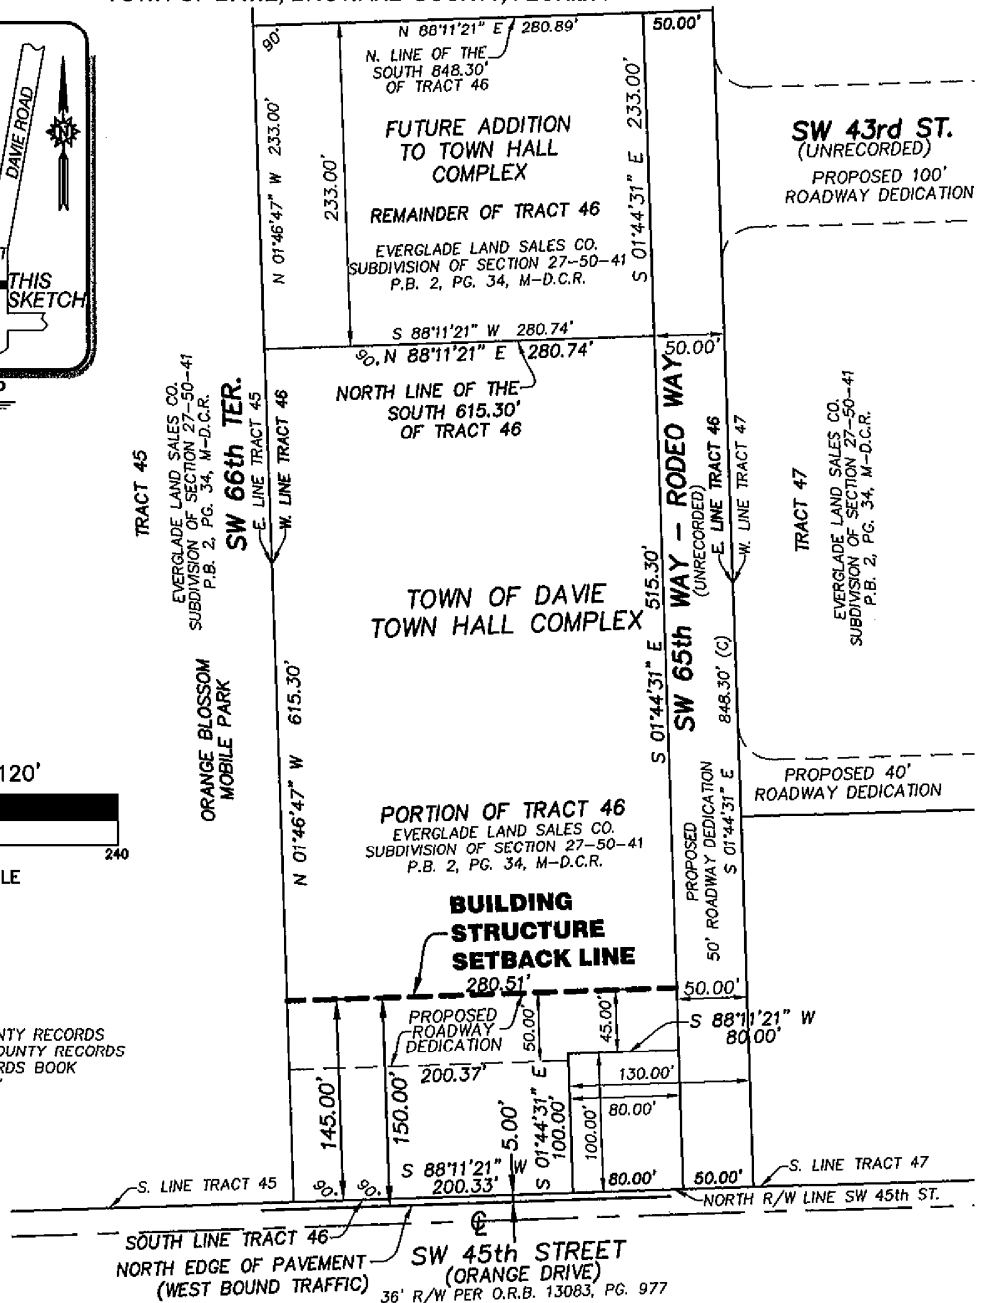 N 88°11'21" E 280.89'
50.00'
90°
N. LINE OF THE
SOUTH 848.30'
OF TRACT 46
DAVIE ROAD
N
THIS
SKETCH
N 01°46'47" W 233.00'
233.00'
S 01°44'31" E 233.00'
FUTURE ADDITION
TO TOWN HALL
COMPLEX
REMAINDER OF TRACT 46
EVERGLADE LAND SALES CO.
SUBDIVISION OF SECTION 27-50-41
P.B. 2, PG. 34, M-D.C.R.
SW 43rd ST.
(UNRECORDED)
PROPOSED 100'
ROADWAY DEDICATION
S 88°11'21" W 280.74'
90° N 88°11'21" E 280.74'
50.00'
NORTH LINE OF THE
SOUTH 615.30'
OF TRACT 46
TRACT 45
EVERGLADE LAND SALES CO.
SUBDIVISION OF SECTION 27-50-41
P.B. 2, PG. 34, M-D.C.R.
SW 66th TER.
E. LINE TRACT 45
W. LINE TRACT 46
SW 65th WAY - RODEO WAY
(UNRECORDED)
E. LINE TRACT 46
W. LINE TRACT 47
TRACT 47
EVERGLADE LAND SALES CO.
SUBDIVISION OF SECTION 27-50-41
P.B. 2, PG. 34, M-D.C.R.
TOWN OF DAVIE
TOWN HALL COMPLEX
S 01°44'31" E 515.30'
ORANGE BLOSSOM
MOBILE PARK
N 01°46'47" W 615.30'
S 01°44'31" E 848.30' (C)
PROPOSED
50' ROADWAY DEDICATION
PROPOSED 40'
ROADWAY DEDICATION
120'
240
PORTION OF TRACT 46
EVERGLADE LAND SALES CO.
SUBDIVISION OF SECTION 27-50-41
P.B. 2, PG. 34, M-D.C.R.
BUILDING
STRUCTURE
SETBACK LINE
280.51'
50.00'
PROPOSED
ROADWAY
DEDICATION
50.00'
45.00'
S 88°11'21" W
80.00'
COUNTY RECORDS
RDS BOOK
200.37'
130.00'
80.00'
145.00'
150.00'
5.00'
S 01°44'31" E
100.00'
100.00'
S 88°11'21" W
200.33'
80.00'
50.00'
90°
90°
S. LINE TRACT 45
S. LINE TRACT 47
NORTH R/W LINE SW 45th ST.
SOUTH LINE TRACT 46
NORTH EDGE OF PAVEMENT
(WEST BOUND TRAFFIC)
CL
SW 45th STREET
(ORANGE DRIVE)
36' R/W PER O.R.B. 13083, PG. 977